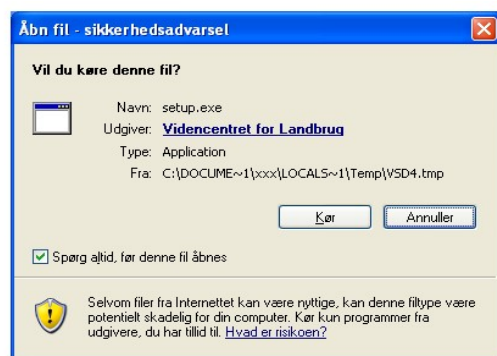 Åbn fil - sikkerhedsadvarsel
Vil du køre denne fil?
Navn: setup.exe
Udgiver: Videncentret for Landbrug
Type: Application
Fra: C:\DOCUME~1\xxx\LOCALS~1\Temp\VSD4.tmp
Kør Annuller
Spørg altid, før denne fil åbnes
Selvom filer fra Internettet kan være nyttige, kan denne filtype være
potentielt skadelig for din computer. Kør kun programmer fra
udgivere, du har tillid til. Hvad er risikoen?